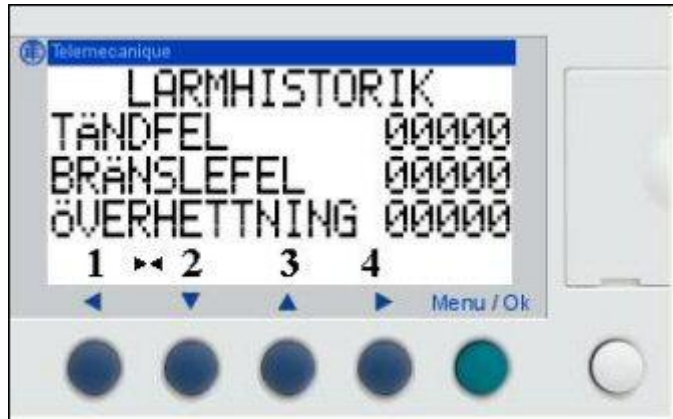 Telemecanique
LARMHISTORIK
TÄNDFEL 00000
BRÄNSLEFEL 00000
ÖVERHETTNING 00000
1 2 3 4
Menu / Ok